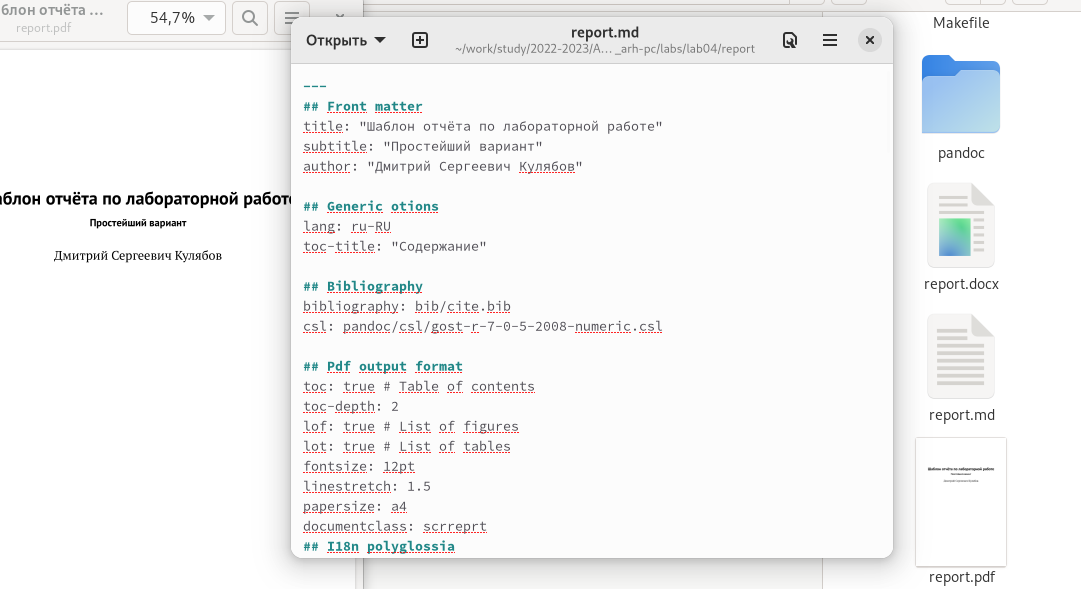 блон отчёта ...
report.pdf
54,7%
аблон отчёта по лабораторной работе
Простейший вариант
Дмитрий Сергеевич Кулябов
Открыть
report.md
~/work/study/2022-2023/А... _arh-pc/labs/lab04/report
---
## Front matter
title: "Шаблон отчёта по лабораторной работе"
subtitle: "Простейший вариант"
author: "Дмитрий Сергеевич Кулябов"
## Generic otions
lang: ru-RU
toc-title: "Содержание"
## Bibliography
bibliography: bib/cite.bib
csl: pandoc/csl/gost-r-7-0-5-2008-numeric.csl
## Pdf output format
toc: true # Table of contents
toc-depth: 2
lof: true # List of figures
lot: true # List of tables
fontsize: 12pt
linestretch: 1.5
papersize: a4
documentclass: scrreprt
## I18n polyglossia
Makefile
pandoc
report.docx
report.md
Шаблон отчёта по лабораторной работе
report.pdf